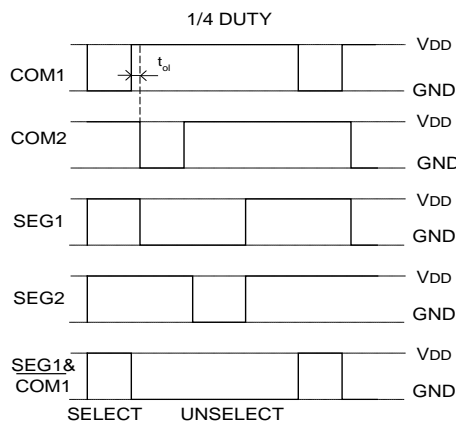 1/4 DUTY
VDD
COM1
tol
GND
VDD
COM2
GND
VDD
SEG1
GND
VDD
SEG2
GND
VDD
SEG1&
COM1
GND
SELECT UNSELECT